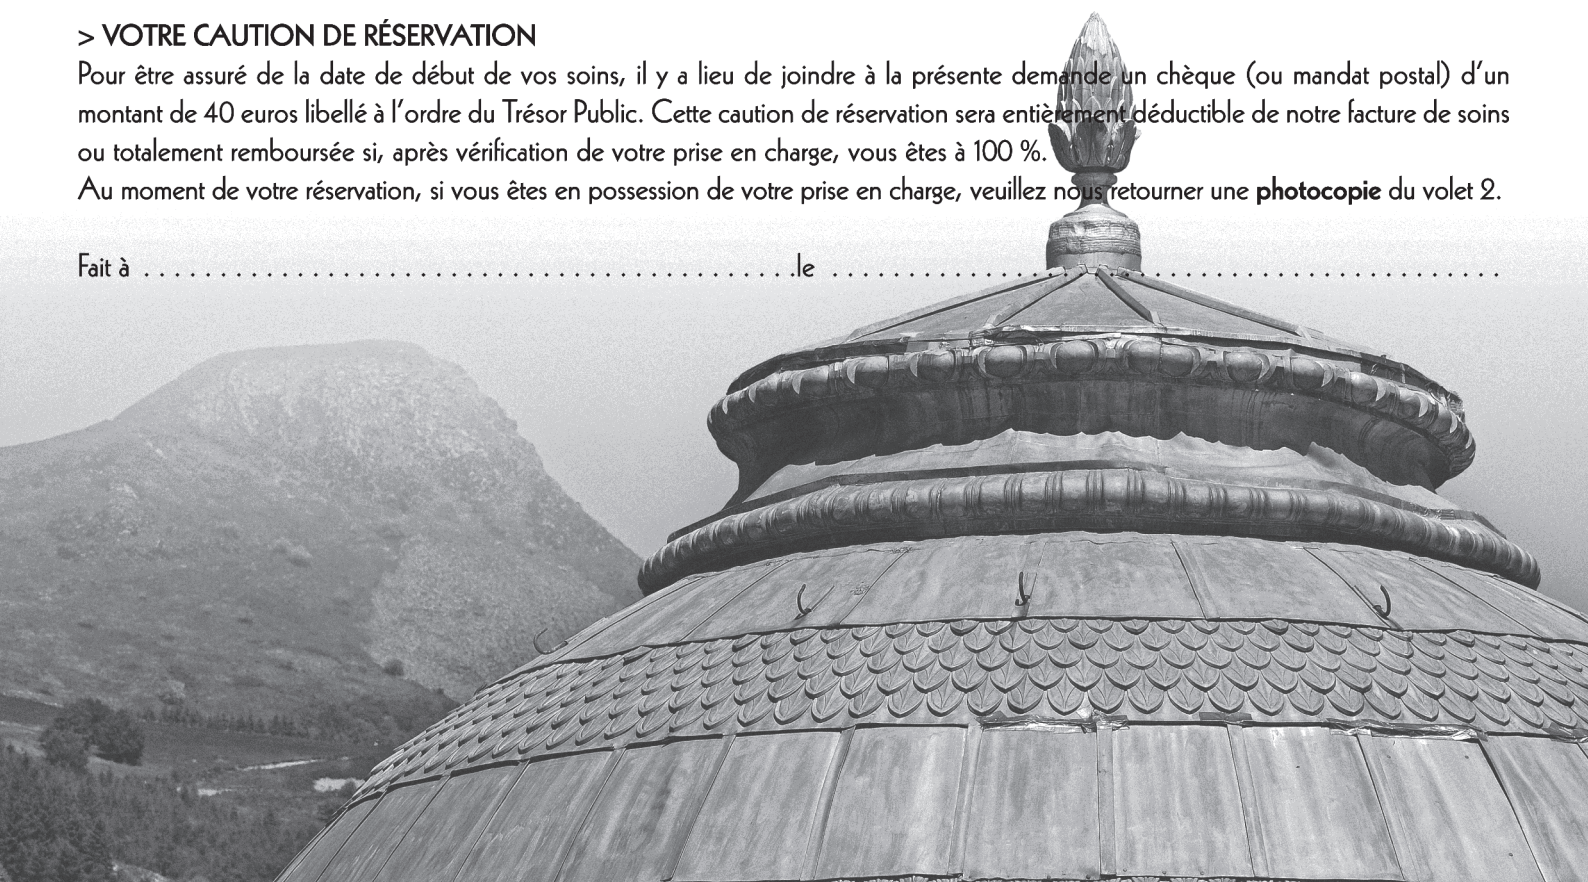 > VOTRE CAUTION DE RÉSERVATION
Pour être assuré de la date de début de vos soins, il y a lieu de joindre à la présente demande un chèque (ou mandat postal) d'un
montant de 40 euros libellé à l'ordre du Trésor Public. Cette caution de réservation sera entièrement déductible de notre facture de soins
ou totalement remboursée si, après vérification de votre prise en charge, vous êtes à 100 %.
Au moment de votre réservation, si vous êtes en possession de votre prise en charge, veuillez nous retourner une photocopie du volet 2.
Fait à . . . . . . . . . . . . . . . . . . . . . . . . . . . . . . . . . . . . . . . . . . .le . . . . . . . . . . . . . . . . . . . . . . . . . . . . . . . . . . . . . . . . . . . .